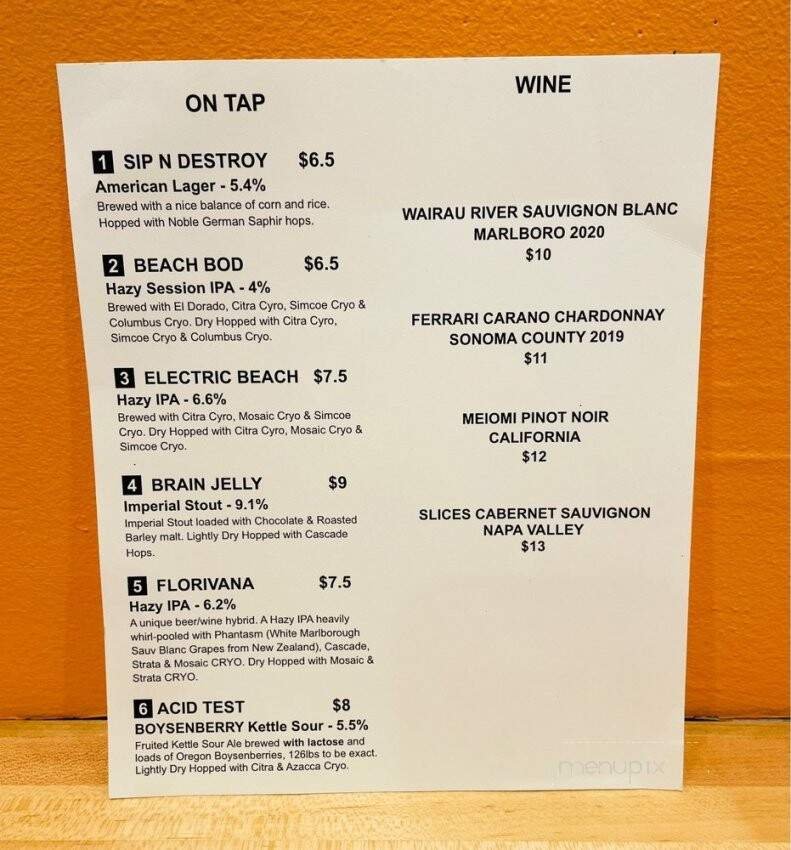 ON TAP
1 SIP N DESTROY $6.5
American Lager - 5.4%
Brewed with a nice balance of corn and rice.
Hopped with Noble German Saphir hops.
2 BEACH BOD $6.5
Hazy Session IPA - 4%
Brewed with El Dorado, Citra Cyro, Simcoe Cryo &
Columbus Cryo. Dry Hopped with Citra Cyro,
Simcoe Cryo & Columbus Cryo.
3 ELECTRIC BEACH $7.5
Hazy IPA - 6.6%
Brewed with Citra Cyro, Mosaic Cryo & Simcoe
Cryo. Dry Hopped with Citra Cyro, Mosaic Cryo &
Simcoe Cryo.
4 BRAIN JELLY $9
Imperial Stout - 9.1%
Imperial Stout loaded with Chocolate & Roasted
Barley malt. Lightly Dry Hopped with Cascade
Hops.
5 FLORIVANA $7.5
Hazy IPA - 6.2%
A unique beer/wine hybrid. A Hazy IPA heavily
whirl-pooled with Phantasm (White Marlborough
Sauv Blanc Grapes from New Zealand), Cascade,
Strata & Mosaic CRYO. Dry Hopped with Mosaic &
Strata CRYO.
6 ACID TEST $8
BOYSENBERRY Kettle Sour - 5.5%
Fruited Kettle Sour Ale brewed with lactose and
loads of Oregon Boysenberries, 126lbs to be exact.
Lightly Dry Hopped with Citra & Azacca Cryo.
WINE
WAIRAU RIVER SAUVIGNON BLANC
MARLBORO 2020
$10
FERRARI CARANO CHARDONNAY
SONOMA COUNTY 2019
$11
MEIOMI PINOT NOIR
CALIFORNIA
$12
SLICES CABERNET SAUVIGNON
NAPA VALLEY
$13
menupix